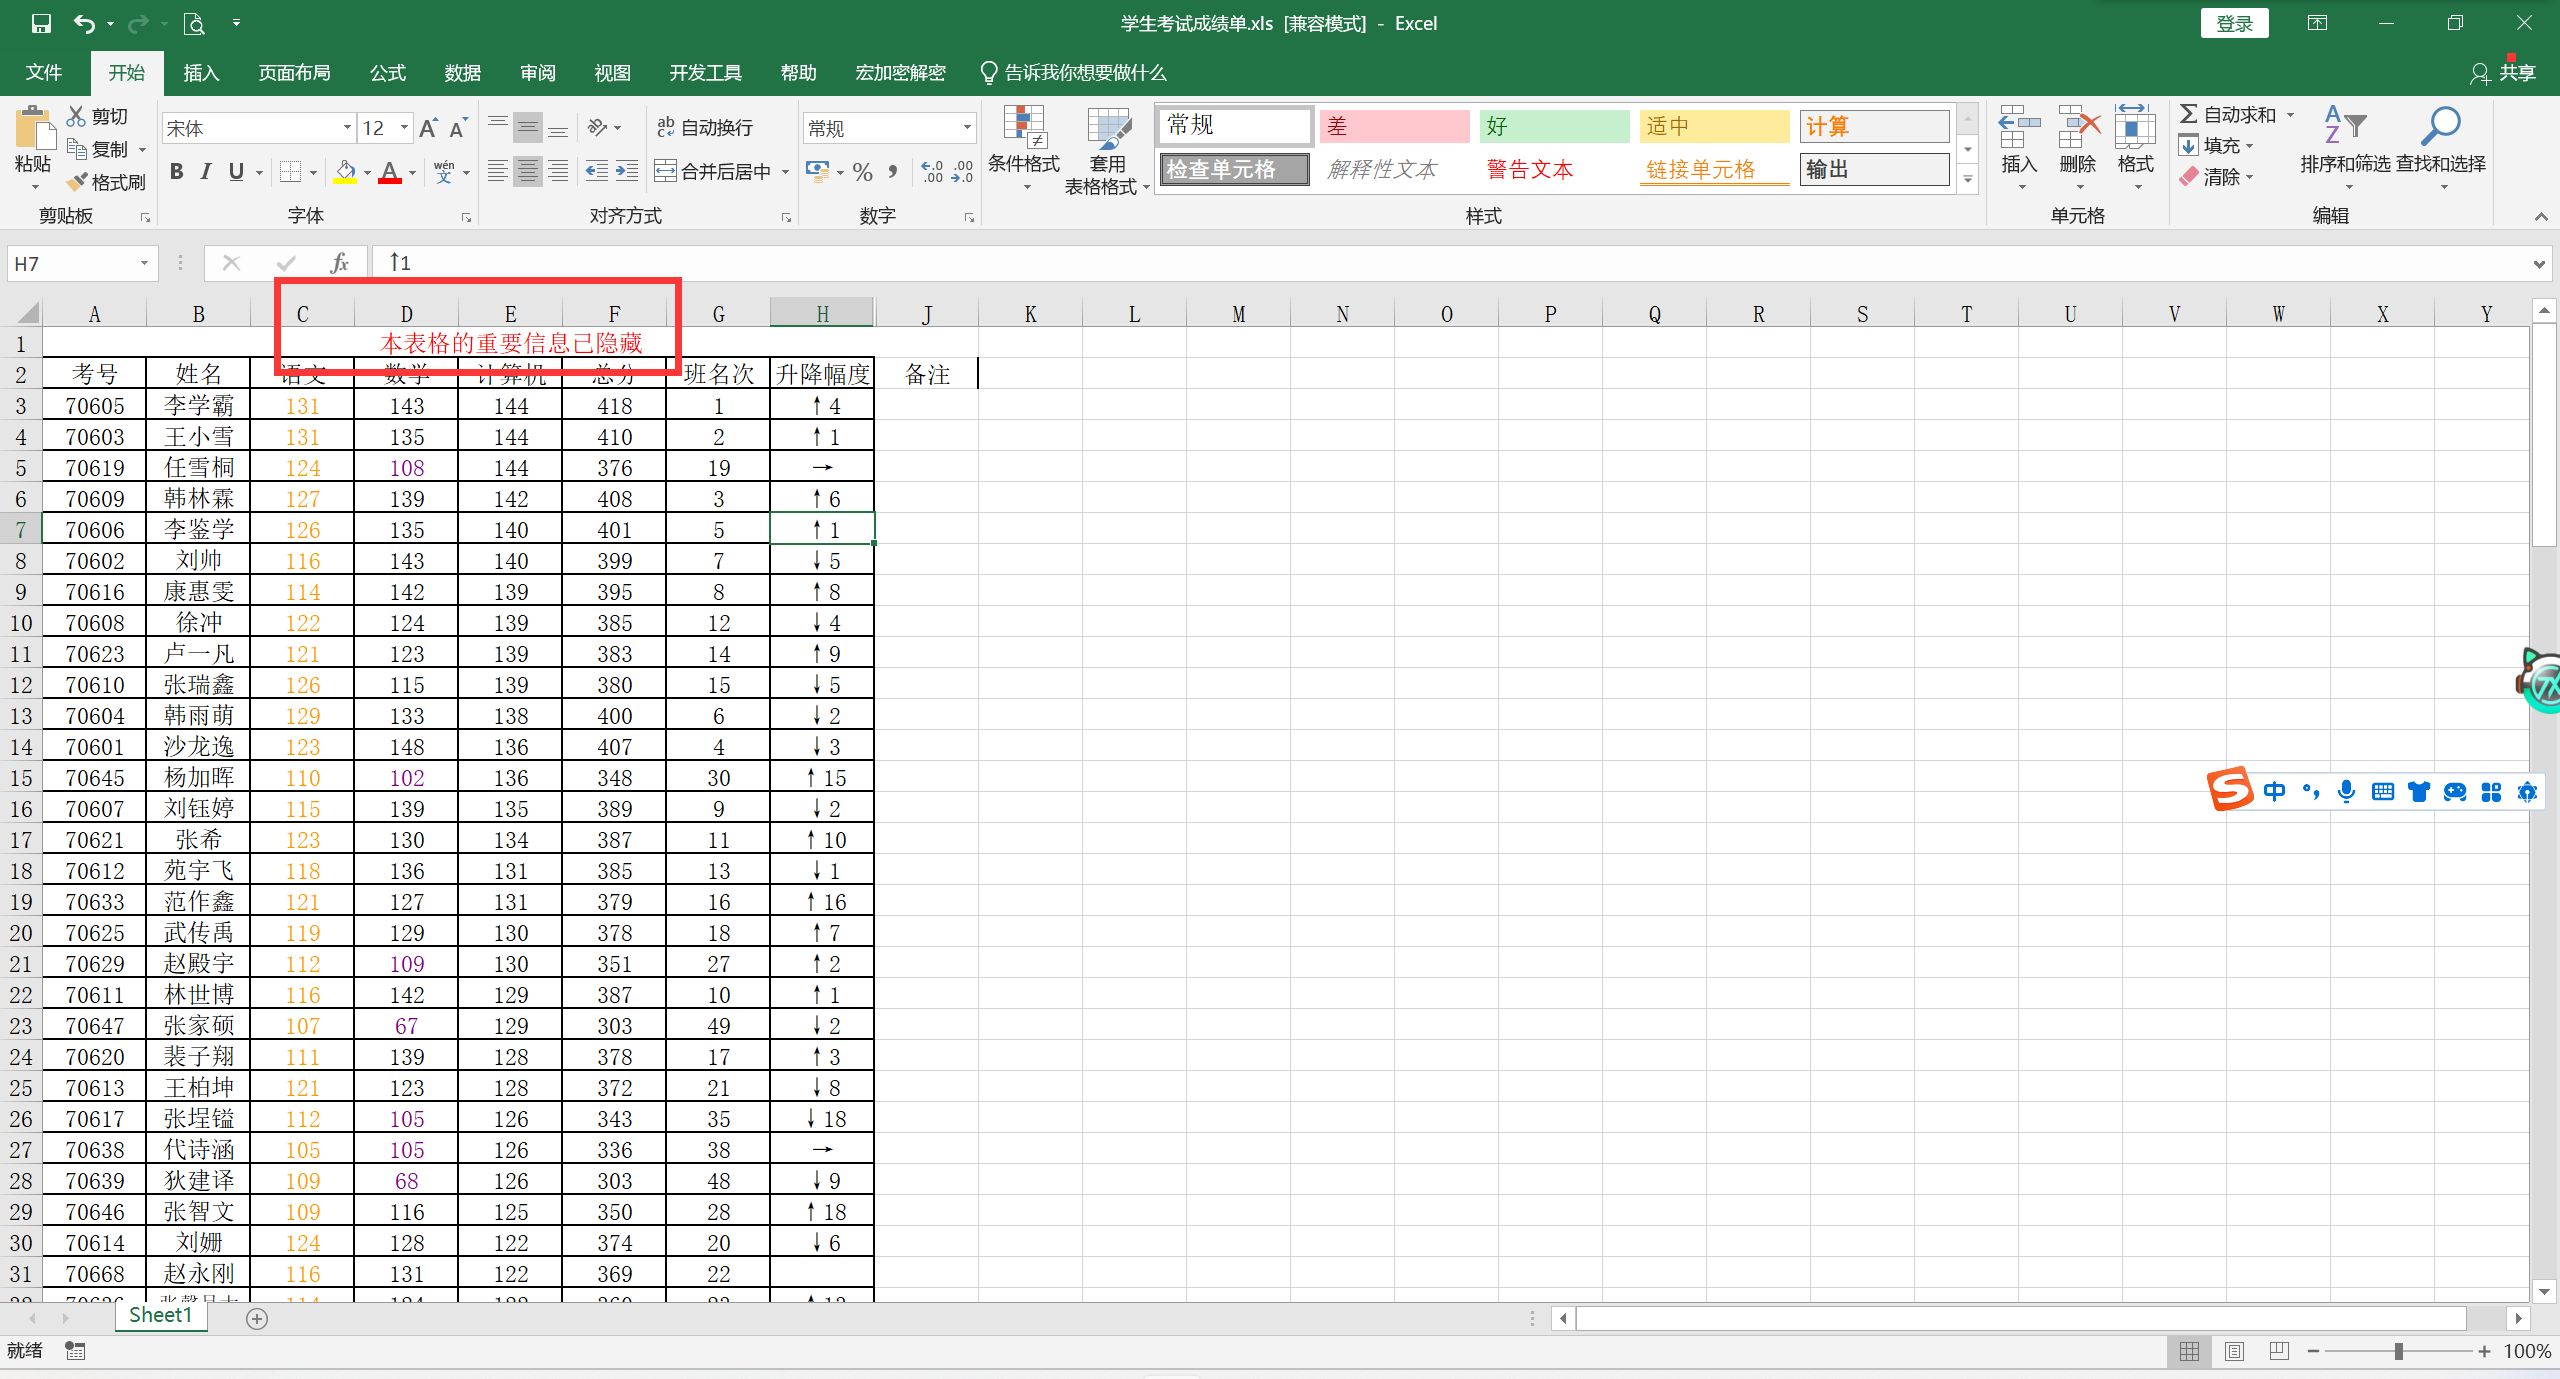 学生考试成绩单.xls [兼容模式] - Excel
登录
文件 开始 插入 页面布局 公式 数据 审阅 视图 开发工具 帮助 宏加密解密 告诉我你想要做什么 共享
粘贴 剪切 复制 格式刷 剪贴板
宋体 12 B I U A wén 文 字体
自动换行 合并后居中 对齐方式
常规 % 数字
条件格式 套用表格格式
常规 差 好 适中 计算
检查单元格 解释性文本 警告文本 链接单元格 输出
样式
插入 删除 格式 单元格
自动求和 填充 清除 排序和筛选 查找和选择 编辑
H7 fx ↑1
A B C D E F G H J K L M N O P Q R S T U V W X Y
1 本表格的重要信息已隐藏
2 考号 姓名 语文 数学 计算机 总分 班名次 升降幅度 备注
3 70605 李学霸 131 143 144 418 1 ↑4
4 70603 王小雪 131 135 144 410 2 ↑1
5 70619 任雪桐 124 108 144 376 19 →
6 70609 韩林霖 127 139 142 408 3 ↑6
7 70606 李鉴学 126 135 140 401 5 ↑1
8 70602 刘帅 116 143 140 399 7 ↓5
9 70616 康惠雯 114 142 139 395 8 ↑8
10 70608 徐冲 122 124 139 385 12 ↓4
11 70623 卢一凡 121 123 139 383 14 ↑9
12 70610 张瑞鑫 126 115 139 380 15 ↓5
13 70604 韩雨萌 129 133 138 400 6 ↓2
14 70601 沙龙逸 123 148 136 407 4 ↓3
15 70645 杨加晖 110 102 136 348 30 ↑15
16 70607 刘钰婷 115 139 135 389 9 ↓2
17 70621 张希 123 130 134 387 11 ↑10
18 70612 苑宇飞 118 136 131 385 13 ↓1
19 70633 范作鑫 121 127 131 379 16 ↑16
20 70625 武传禹 119 129 130 378 18 ↑7
21 70629 赵殿宇 112 109 130 351 27 ↑2
22 70611 林世博 116 142 129 387 10 ↑1
23 70647 张家硕 107 67 129 303 49 ↓2
24 70620 裴子翔 111 139 128 378 17 ↑3
25 70613 王柏坤 121 123 128 372 21 ↓8
26 70617 张埕镒 112 105 126 343 35 ↓18
27 70638 代诗涵 105 105 126 336 38 →
28 70639 狄建译 109 68 126 303 48 ↓9
29 70646 张智文 109 116 125 350 28 ↑18
30 70614 刘姗 124 128 122 374 20 ↓6
31 70668 赵永刚 116 131 122 369 22
中
Sheet1
就绪 100%